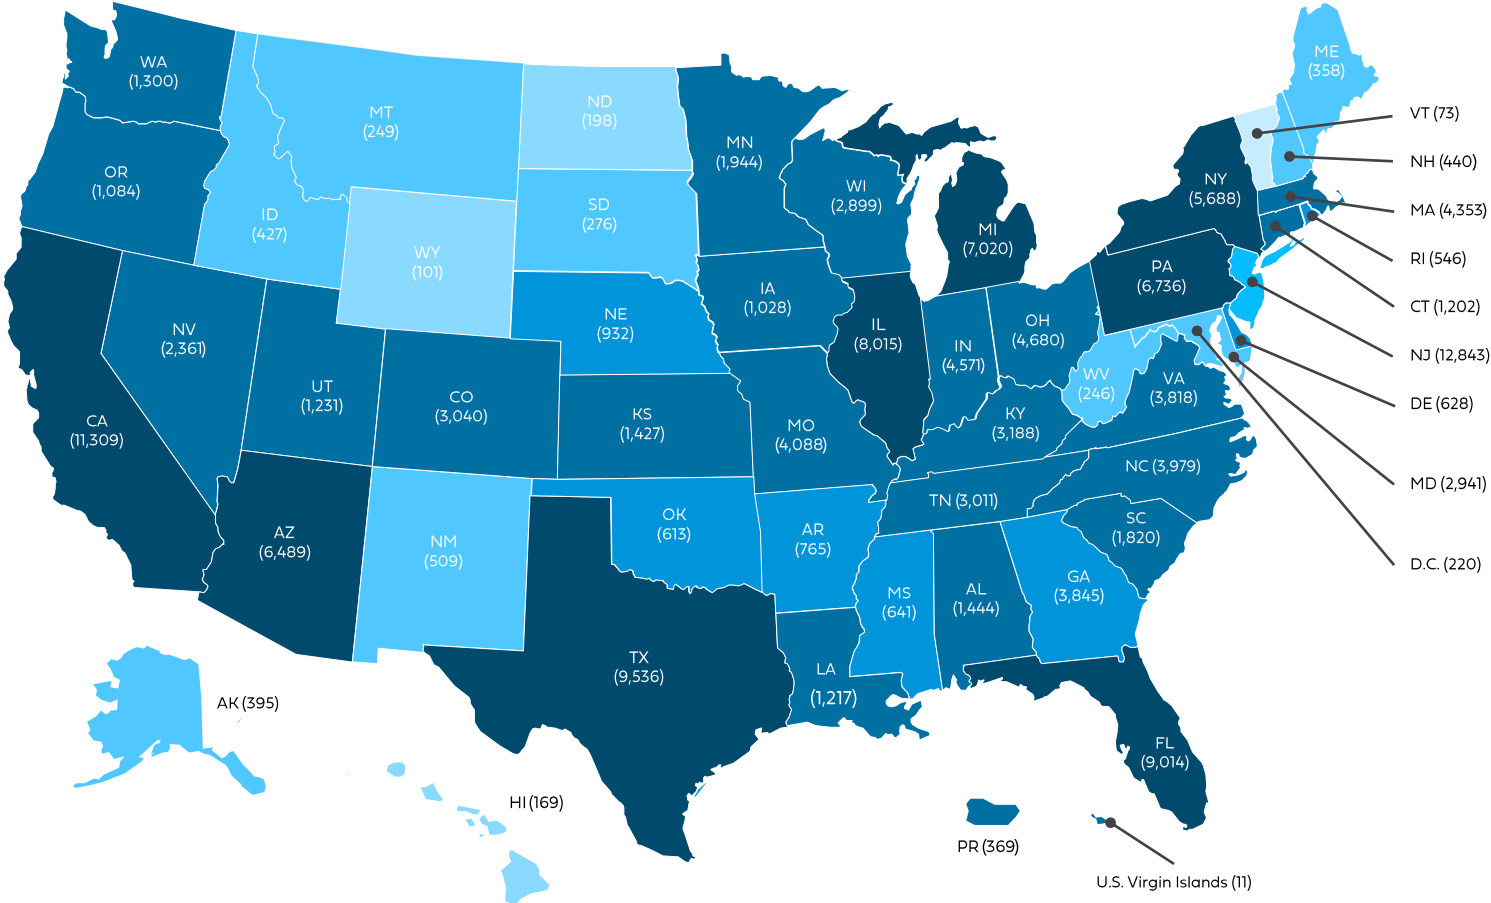 WA
(1,300)
OR
(1,084)
CA
(11,309)
NV
(2,361)
ID
(427)
MT
(249)
WY
(101)
UT
(1,231)
AZ
(6,489)
CO
(3,040)
NM
(509)
ND
(198)
SD
(276)
NE
(932)
KS
(1,427)
OK
(613)
TX
(9,536)
MN
(1,944)
IA
(1,028)
MO
(4,088)
AR
(765)
LA
(1,217)
WI
(2,899)
IL
(8,015)
MI
(7,020)
IN
(4,571)
OH
(4,680)
KY
(3,188)
TN (3,011)
MS
(641)
AL
(1,444)
GA
(3,845)
FL
(9,014)
SC
(1,820)
NC (3,979)
VA
(3,818)
WV
(246)
PA
(6,736)
NY
(5,688)
ME
(358)
VT (73)
NH (440)
MA (4,353)
RI (546)
CT (1,202)
NJ (12,843)
DE (628)
MD (2,941)
D.C. (220)
AK (395)
HI (169)
PR (369)
U.S. Virgin Islands (11)